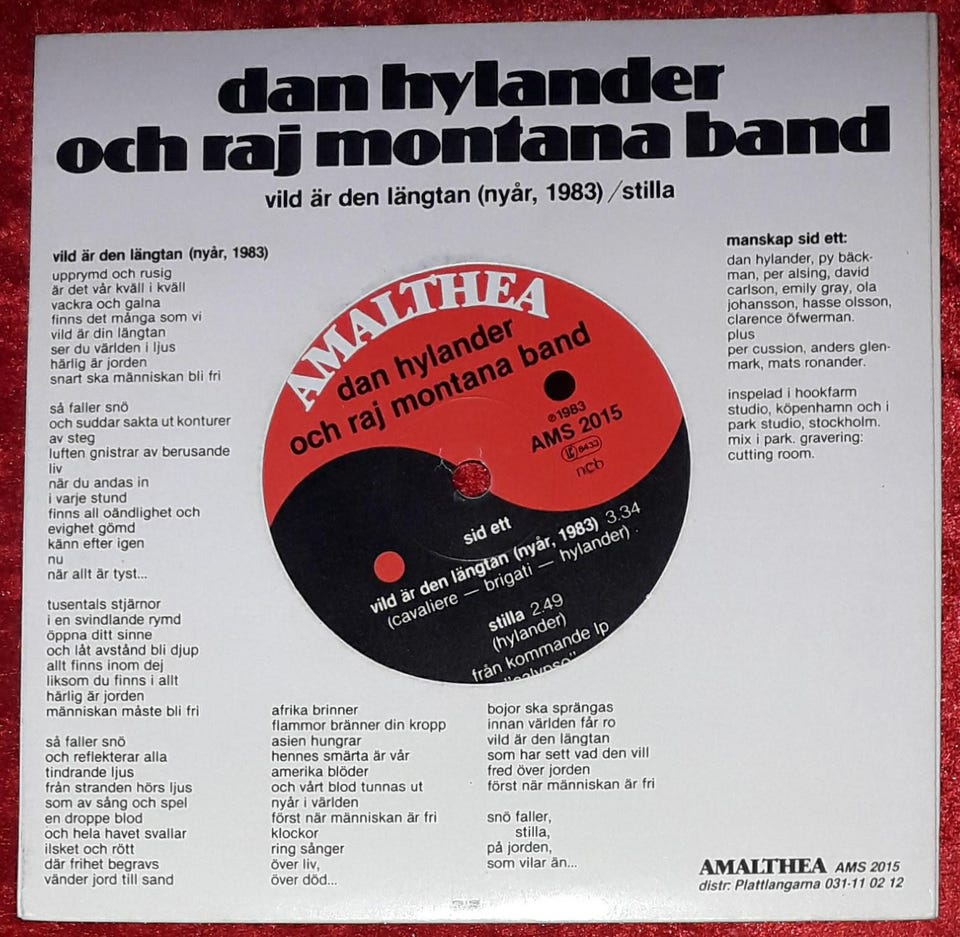 dan hylander
och raj montana band
vild är den längtan (nyår, 1983) /stilla
vild är den längtan (nyår, 1983)
upprymd och rusig
är det vår kväll i kväll
vackra och galna
finns det många som vi
vild är din längtan
ser du världen i ljus
härlig är jorden
snart ska människan bli fri
så faller snö
och suddar sakta ut konturer
av steg
luften gnistrar av berusande
liv
när du andas in
i varje stund
finns all oändlighet och
evighet gömd
känn efter igen
nu
när allt är tyst...
tusentals stjärnor
i en svindlande rymd
öppna ditt sinne
och låt avstånd bli djup
allt finns inom dej
liksom du finns i allt
härlig är jorden
människan måste bli fri
så faller snö
och reflekterar alla
tindrande ljus
från stranden hörs ljus
som av sång och spel
en droppe blod
och hela havet svallar
ilsket och rött
där frihet begravs
vänder jord till sand
afrika brinner
flammor bränner din kropp
asien hungrar
hennes smärta är vår
amerika blöder
och vårt blod tunnas ut
nyår i världen
först när människan är fri
klockor
ring sånger
över liv,
över död...
bojor ska sprängas
innan världen får ro
vild är den längtan
som har sett vad den vill
fred över jorden
först när människan är fri
snö faller,
stilla,
på jorden,
som vilar än...
manskap sid ett:
dan hylander, py bäck-
man, per alsing, david
carlson, emily gray, ola
johansson, hasse olsson,
clarence öfwerman.
plus
per cussion, anders glen-
mark, mats ronander.
inspelad i hookfarm
studio, köpenhamn och i
park studio, stockholm.
mix i park. gravering:
cutting room.
AMALTHEA
dan hylander
och raj montana band
℗1983
AMS 2015
8433
ncb
sid ett
vild är den längtan (nyår, 1983) 3.34
(cavaliere — brigati — hylander)
stilla 2.49
(hylander)
från kommande lp
"calypso"
AMALTHEA AMS 2015
distr: Plattlangarna 031-11 02 12